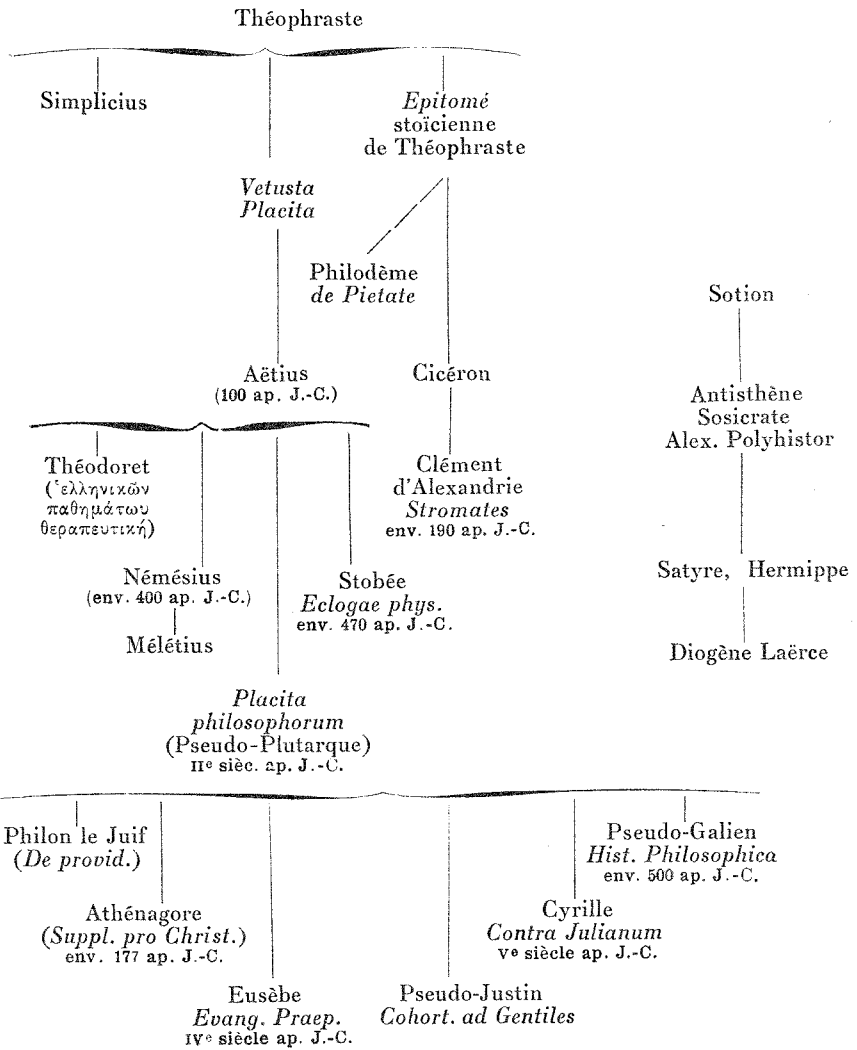 Théophraste
Simplicius
Epitomé
stoïcienne
de Théophraste
Vetusta
Placita
Philodème
de Pietate
Sotion
Aëtius
(100 ap. J.-C.)
Cicéron
Antisthène
Sosicrate
Alex. Polyhistor
Théodoret
(῾ελληνικῶν
παθημάτων
θεραπευτική)
Clément
d'Alexandrie
Stromates
env. 190 ap. J.-C.
Némésius
(env. 400 ap. J.-C.)
Mélétius
Stobée
Eclogae phys.
env. 470 ap. J.-C.
Satyre, Hermippe
Diogène Laërce
Placita
philosophorum
(Pseudo-Plutarque)
IIe sièc. ap. J.-C.
Philon le Juif
(De provid.)
Pseudo-Galien
Hist. Philosophica
env. 500 ap. J.-C.
Athénagore
(Suppl. pro Christ.)
env. 177 ap. J.-C.
Cyrille
Contra Julianum
Ve siècle ap. J.-C.
Eusèbe
Evang. Praep.
IVe siècle ap. J.-C.
Pseudo-Justin
Cohort. ad Gentiles